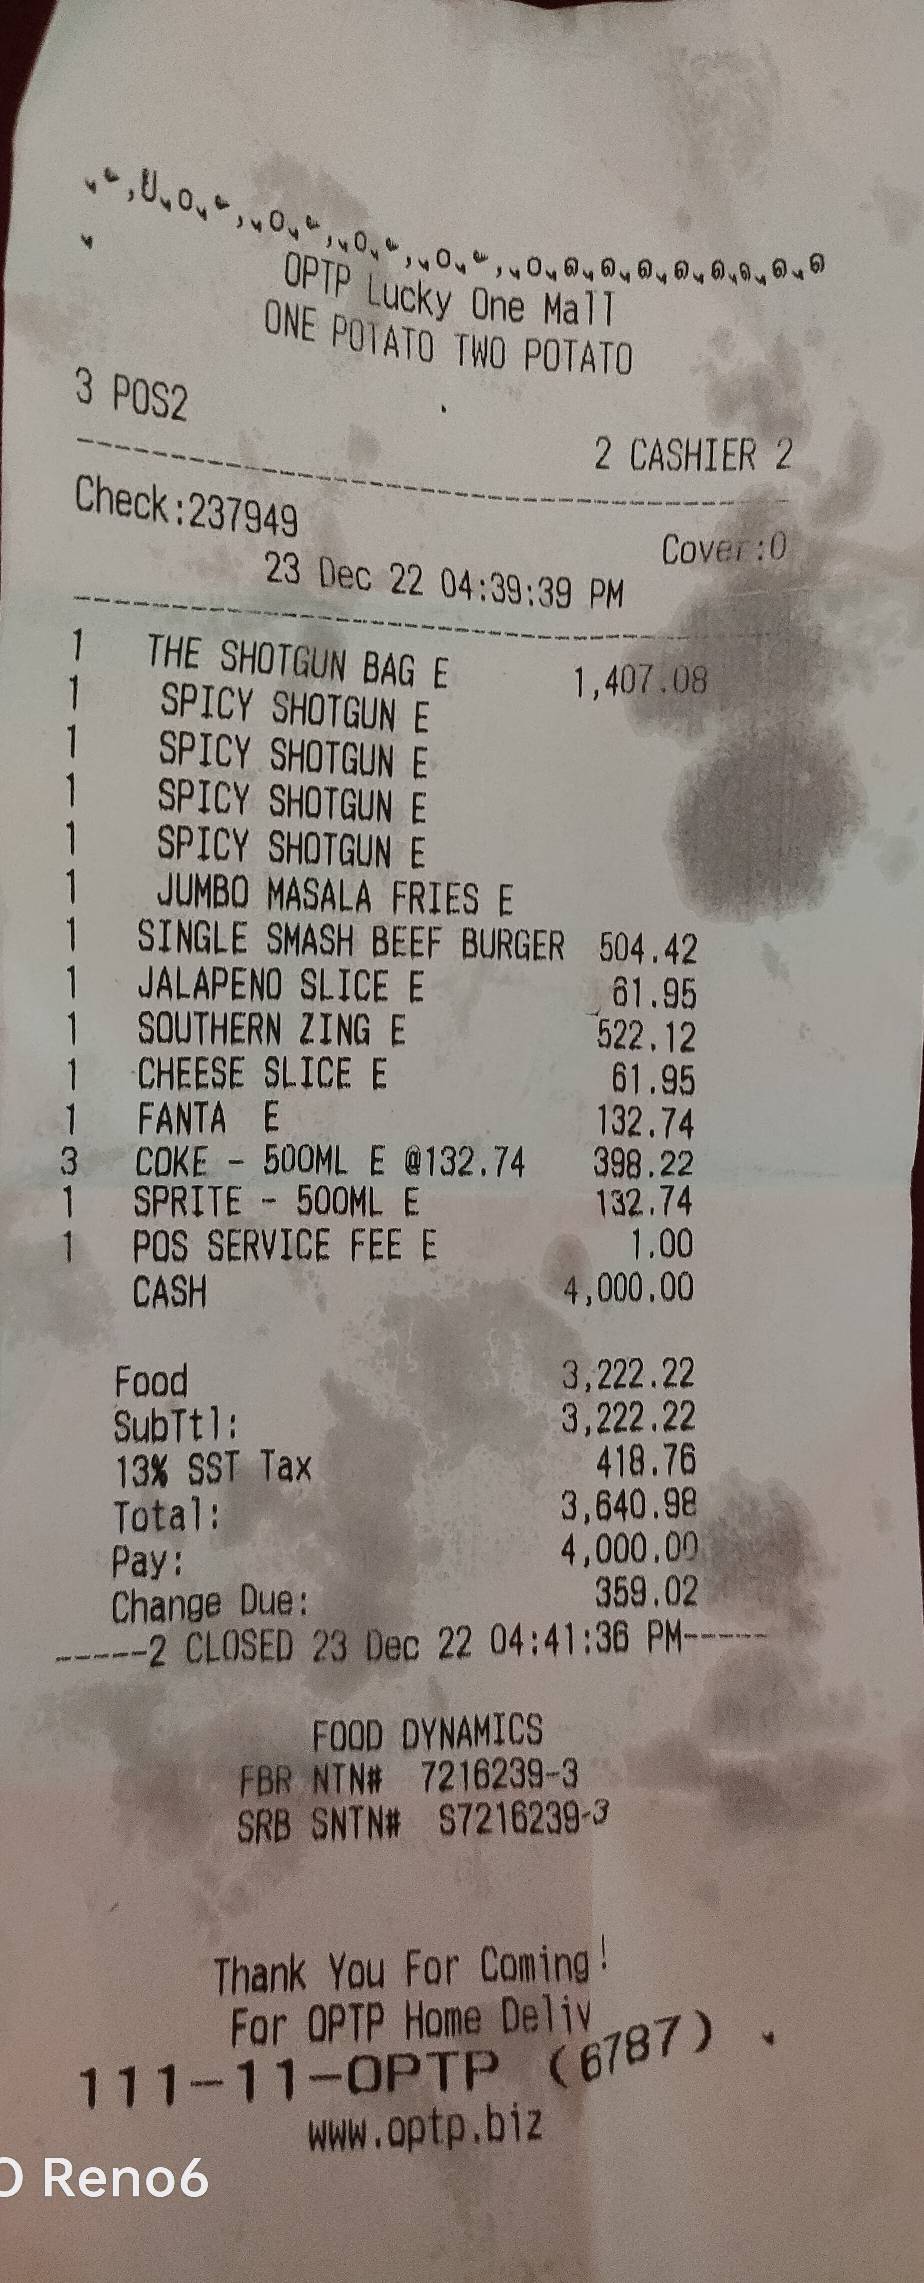 OPTP Lucky One Mall
ONE POTATO TWO POTATO
3 POS2
2 CASHIER 2
Check:237949
Cover:0
23 Dec 22 04:39:39 PM
1 THE SHOTGUN BAG E 1,407.08
1 SPICY SHOTGUN E
1 SPICY SHOTGUN E
1 SPICY SHOTGUN E
1 SPICY SHOTGUN E
1 JUMBO MASALA FRIES E
1 SINGLE SMASH BEEF BURGER 504.42
1 JALAPENO SLICE E 61.95
1 SOUTHERN ZING E 522.12
1 CHEESE SLICE E 61.95
1 FANTA E 132.74
3 COKE - 500ML E @132.74 398.22
1 SPRITE - 500ML E 132.74
1 POS SERVICE FEE E 1.00
CASH 4,000.00
Food 3,222.22
SubTtl: 3,222.22
13% SST Tax 418.76
Total: 3,640.98
Pay: 4,000.00
Change Due: 359.02
-----2 CLOSED 23 Dec 22 04:41:36 PM-----
FOOD DYNAMICS
FBR NTN# 7216239-3
SRB SNTN# S7216239-3
Thank You For Coming!
For OPTP Home Deliv
111-11-OPTP (6787) .
www.optp.biz
O Reno6